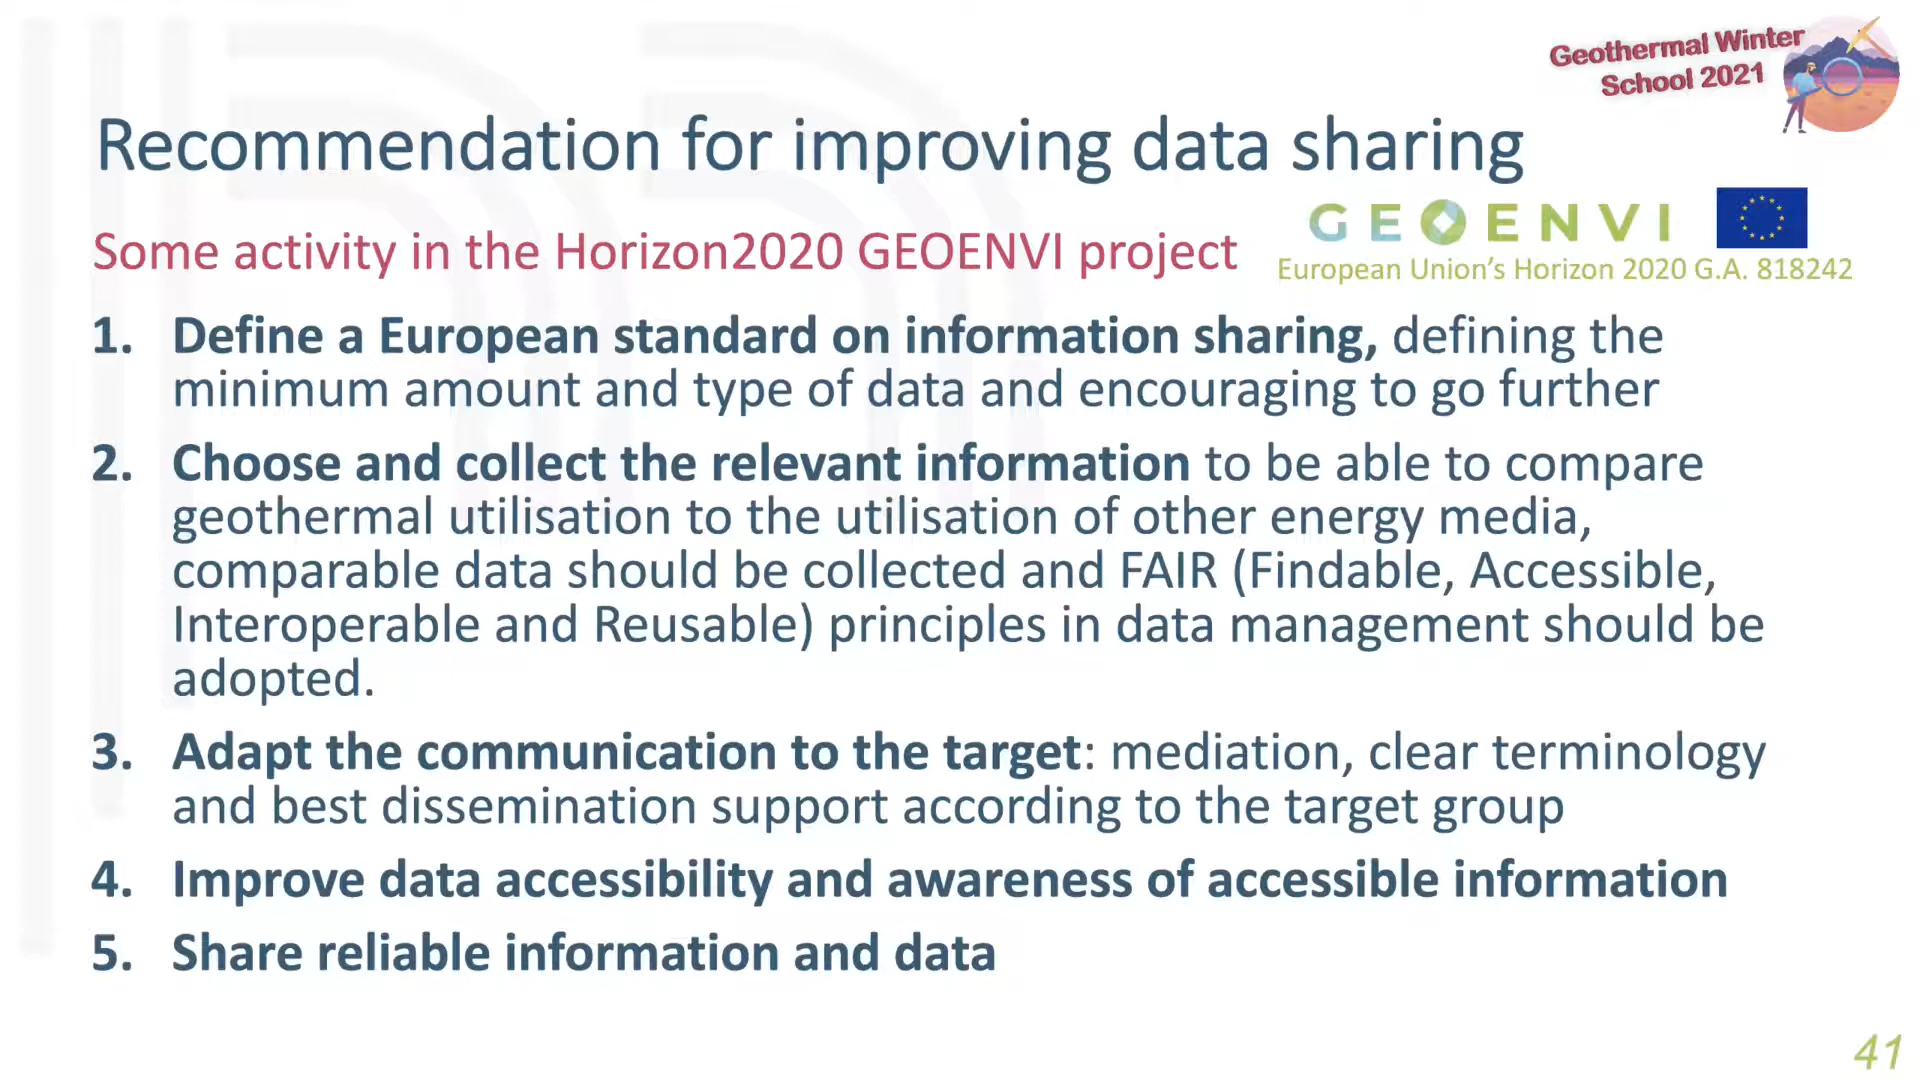 Geothermal Winter
School 2021
Recommendation for improving data sharing
GEOENVI
Some activity in the Horizon2020 GEOENVI project
European Union's Horizon 2020 G.A. 818242
1. Define a European standard on information sharing, defining the
minimum amount and type of data and encouraging to go further
2. Choose and collect the relevant information to be able to compare
geothermal utilisation to the utilisation of other energy media,
comparable data should be collected and FAIR (Findable, Accessible,
Interoperable and Reusable) principles in data management should be
adopted.
3. Adapt the communication to the target: mediation, clear terminology
and best dissemination support according to the target group
4. Improve data accessibility and awareness of accessible information
5. Share reliable information and data
41